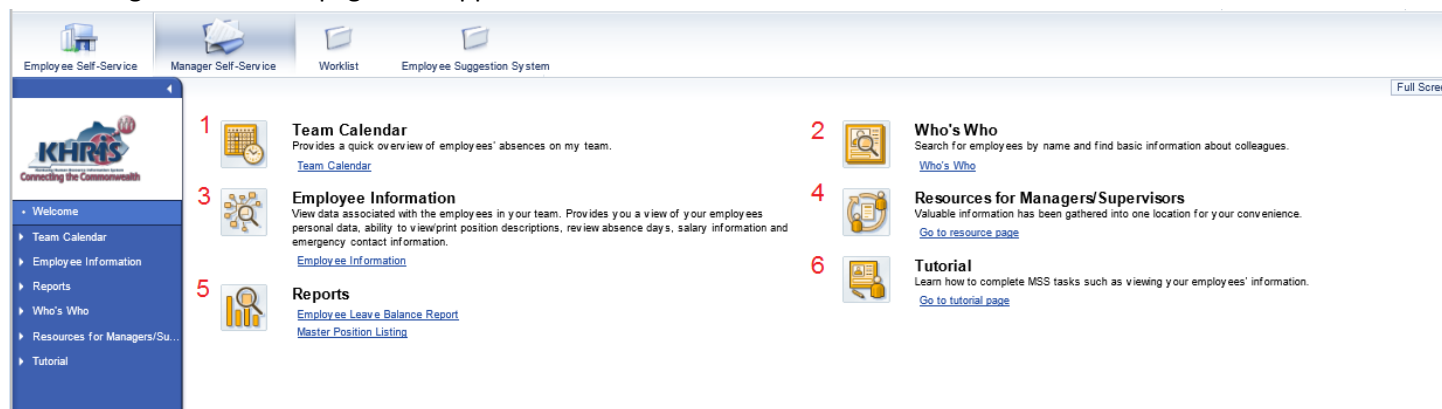 Employee Self-Service
Manager Self-Service
Worklist
Employee Suggestion System
Full Scre
KHRIS
Kentucky Human Resource Information System
Connecting the Commonwealth
• Welcome
Team Calendar
Employee Information
Reports
Who's Who
Resources for Managers/Su...
Tutorial
1
Team Calendar
Provides a quick overview of employees' absences on my team.
Team Calendar
2
Who's Who
Search for employees by name and find basic information about colleagues.
Who's Who
3
Employee Information
View data associated with the employees in your team. Provides you a view of your employees
personal data, ability to view/print position descriptions, review absence days, salary information and
emergency contact information.
Employee Information
4
Resources for Managers/Supervisors
Valuable information has been gathered into one location for your convenience.
Go to resource page
5
Reports
Employee Leave Balance Report
Master Position Listing
6
Tutorial
Learn how to complete MSS tasks such as viewing your employees' information.
Go to tutorial page